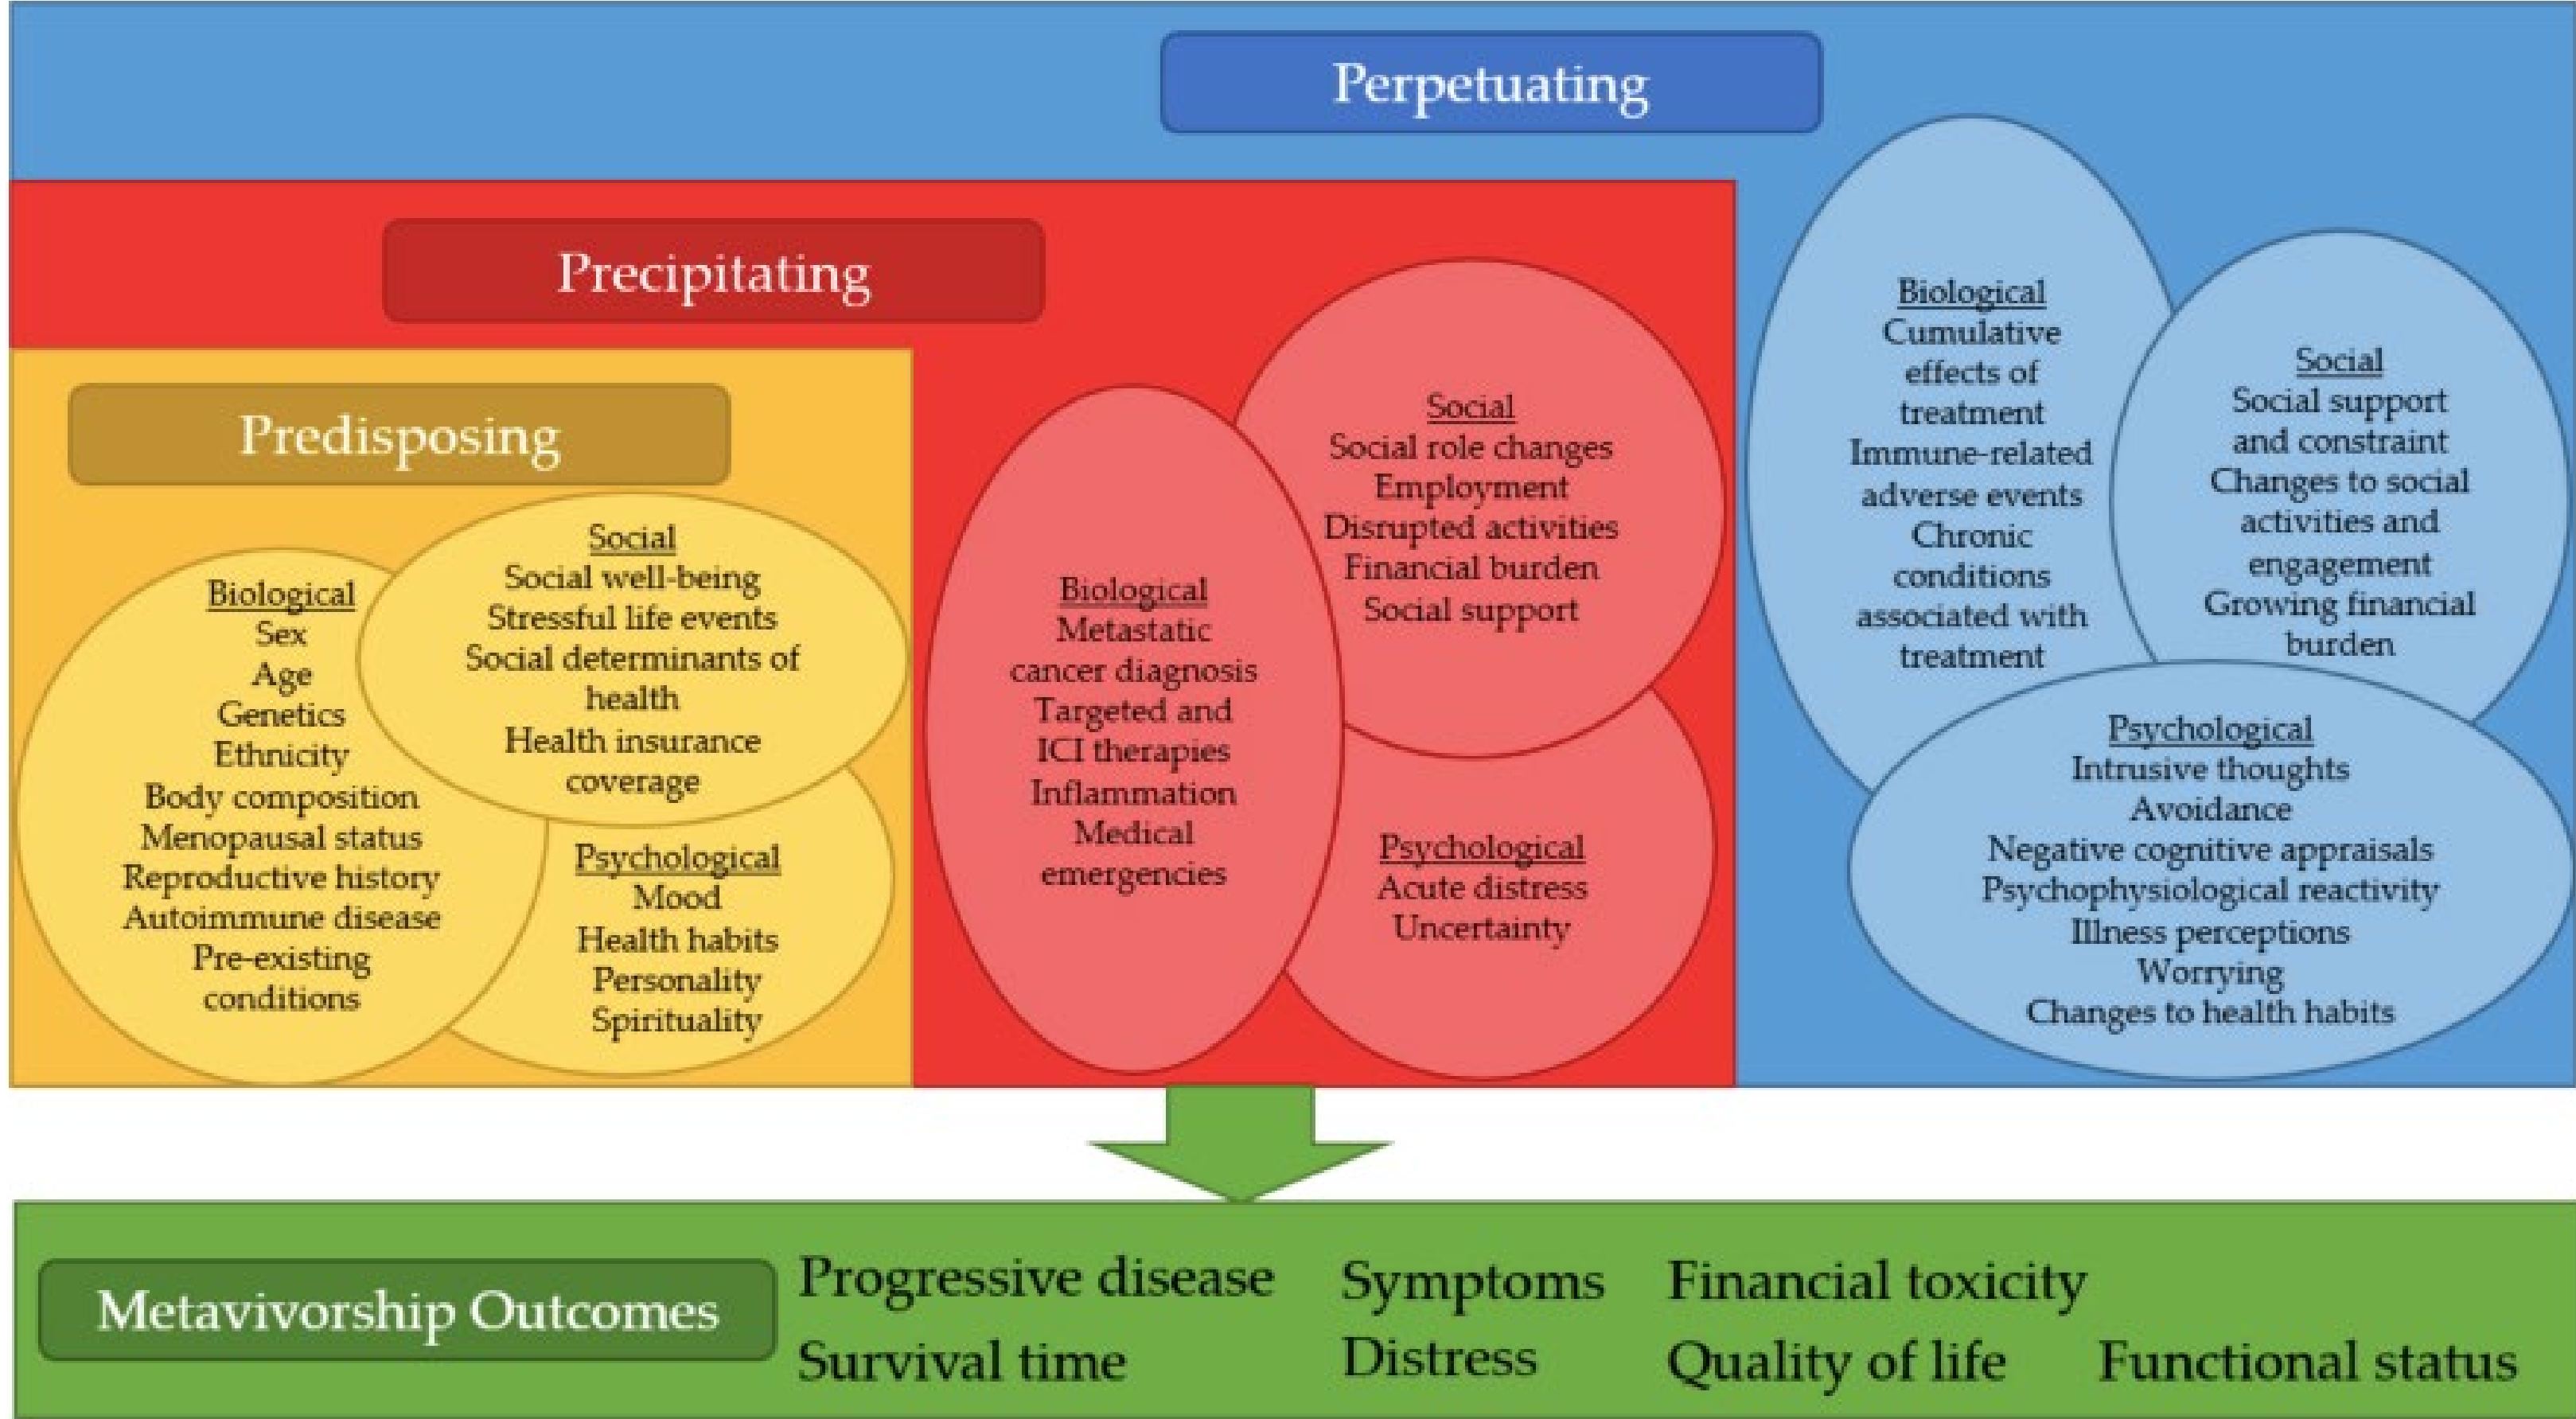 Perpetuating
Precipitating
Predisposing
Biological
Sex
Age
Genetics
Ethnicity
Body composition
Menopausal status
Reproductive history
Autoimmune disease
Pre-existing
conditions
Social
Social well-being
Stressful life events
Social determinants of
health
Health insurance
coverage
Psychological
Mood
Health habits
Personality
Spirituality
Biological
Metastatic
cancer diagnosis
Targeted and
ICI therapies
Inflammation
Medical
emergencies
Social
Social role changes
Employment
Disrupted activities
Financial burden
Social support
Psychological
Acute distress
Uncertainty
Biological
Cumulative
effects of
treatment
Immune-related
adverse events
Chronic
conditions
associated with
treatment
Social
Social support
and constraint
Changes to social
activities and
engagement
Growing financial
burden
Psychological
Intrusive thoughts
Avoidance
Negative cognitive appraisals
Psychophysiological reactivity
Illness perceptions
Worrying
Changes to health habits
Metavivorship Outcomes
Progressive disease
Symptoms
Financial toxicity
Survival time
Distress
Quality of life
Functional status